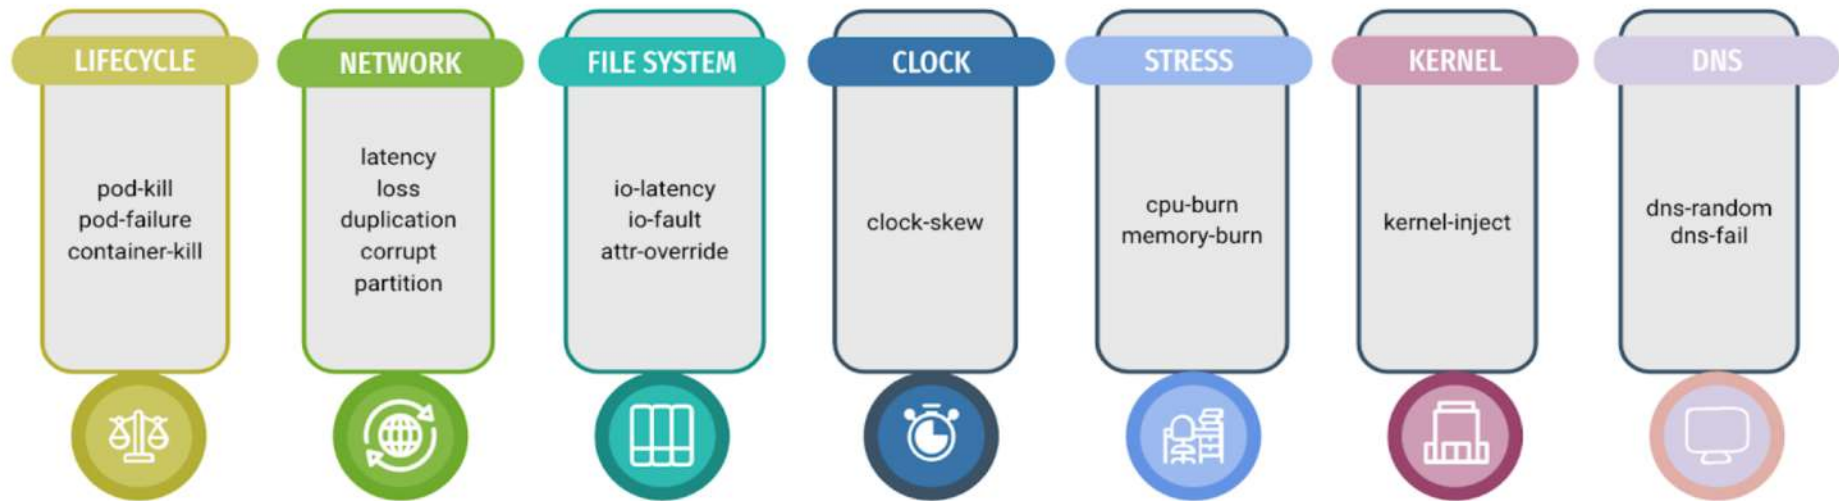 LIFECYCLE
pod-kill
pod-failure
container-kill
NETWORK
latency
loss
duplication
corrupt
partition
FILE SYSTEM
io-latency
io-fault
attr-override
CLOCK
clock-skew
STRESS
cpu-burn
memory-burn
KERNEL
kernel-inject
DNS
dns-random
dns-fail